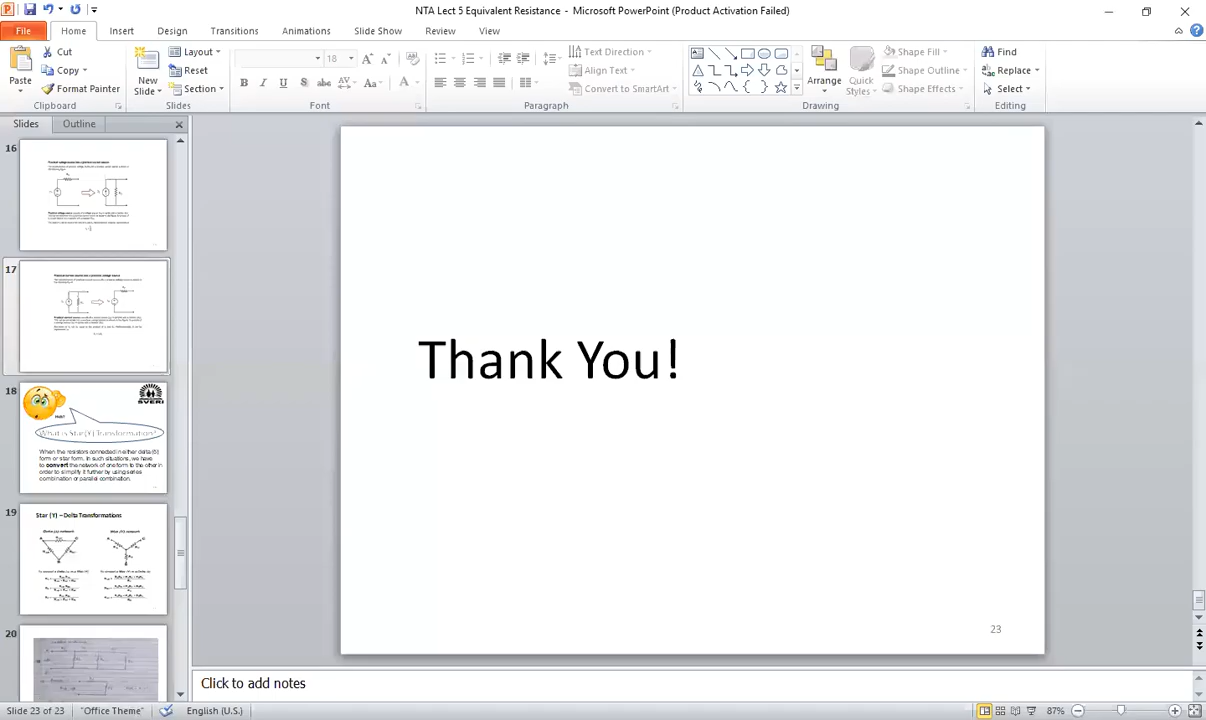 NTA Lect 5 Equivalent Resistance - Microsoft PowerPoint (Product Activation Failed)
File Home Insert Design Transitions Animations Slide Show Review View
Paste
Cut
Copy
Format Painter
Clipboard
New
Slide
Layout
Reset
Section
Slides
18
Font
Text Direction
Align Text
Convert to SmartArt
Paragraph
Arrange
Quick
Styles
Shape Fill
Shape Outline
Shape Effects
Drawing
Find
Replace
Select
Editing
Slides Outline
16
17
18
SVERI
What is Star(Y) Transformation?
When the resistors connected in either delta (δ)
form or star form. In such situations, we have
to convert the network of one form to the other in
order to simplify it further by using series
combination or parallel combination.
19
Star (Y) – Delta Transformations
20
Thank You!
23
Click to add notes
Slide 23 of 23 "Office Theme" English (U.S.) 87%